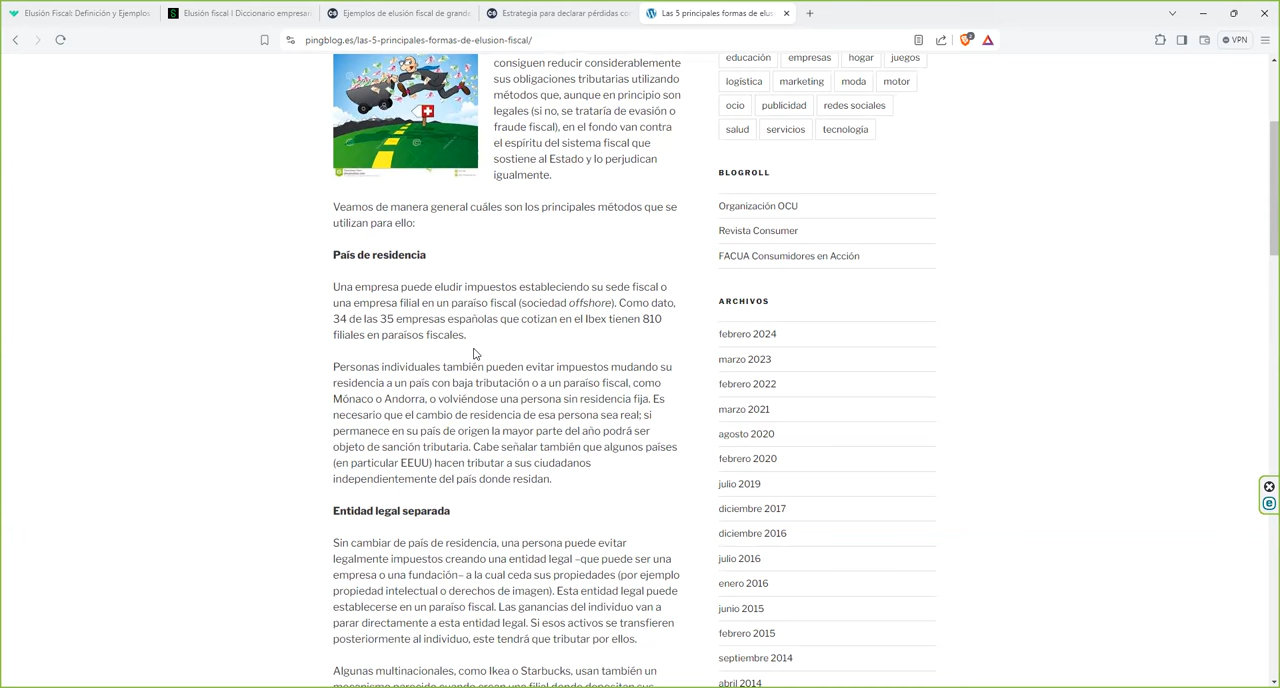 Elusión Fiscal: Definición y Ejemplos
Elusión fiscal | Diccionario empresari
Ejemplos de elusión fiscal de grande
Estrategia para declarar pérdidas co
Las 5 principales formas de elus
pingblog.es/las-5-principales-formas-de-elusion-fiscal/
VPN
consiguen reducir considerablemente
sus obligaciones tributarias utilizando
métodos que, aunque en principio son
legales (si no, se trataría de evasión o
fraude fiscal), en el fondo van contra
el espíritu del sistema fiscal que
sostiene al Estado y lo perjudican
igualmente.
Veamos de manera general cuáles son los principales métodos que se
utilizan para ello:
País de residencia
Una empresa puede eludir impuestos estableciendo su sede fiscal o
una empresa filial en un paraíso fiscal (sociedad offshore). Como dato,
34 de las 35 empresas españolas que cotizan en el Ibex tienen 810
filiales en paraísos fiscales.
Personas individuales también pueden evitar impuestos mudando su
residencia a un país con baja tributación o a un paraíso fiscal, como
Mónaco o Andorra, o volviéndose una persona sin residencia fija. Es
necesario que el cambio de residencia de esa persona sea real; si
permanece en su país de origen la mayor parte del año podrá ser
objeto de sanción tributaria. Cabe señalar también que algunos países
(en particular EEUU) hacen tributar a sus ciudadanos
independientemente del país donde residan.
Entidad legal separada
Sin cambiar de país de residencia, una persona puede evitar
legalmente impuestos creando una entidad legal –que puede ser una
empresa o una fundación– a la cual ceda sus propiedades (por ejemplo
propiedad intelectual o derechos de imagen). Esta entidad legal puede
establecerse en un paraíso fiscal. Las ganancias del individuo van a
parar directamente a esta entidad legal. Si esos activos se transfieren
posteriormente al individuo, este tendrá que tributar por ellos.
Algunas multinacionales, como Ikea o Starbucks, usan también un
mecanismo parecido cuando crean una filial donde depositan sus
educación empresas hogar juegos
logística marketing moda motor
ocio publicidad redes sociales
salud servicios tecnología
BLOGROLL
Organización OCU
Revista Consumer
FACUA Consumidores en Acción
ARCHIVOS
febrero 2024
marzo 2023
febrero 2022
marzo 2021
agosto 2020
febrero 2020
julio 2019
diciembre 2017
diciembre 2016
julio 2016
enero 2016
junio 2015
febrero 2015
septiembre 2014
abril 2014